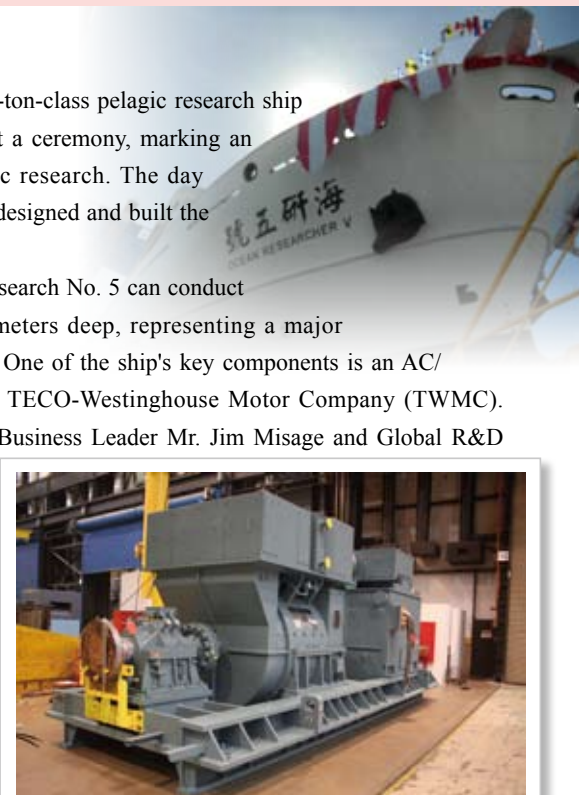 -ton-class pelagic research ship
t a ceremony, marking an
c research. The day
designed and built the
號五研海
OCEAN RESEARCHER V
search No. 5 can conduct
meters deep, representing a major
One of the ship's key components is an AC/
TECO-Westinghouse Motor Company (TWMC).
Business Leader Mr. Jim Misage and Global R&D